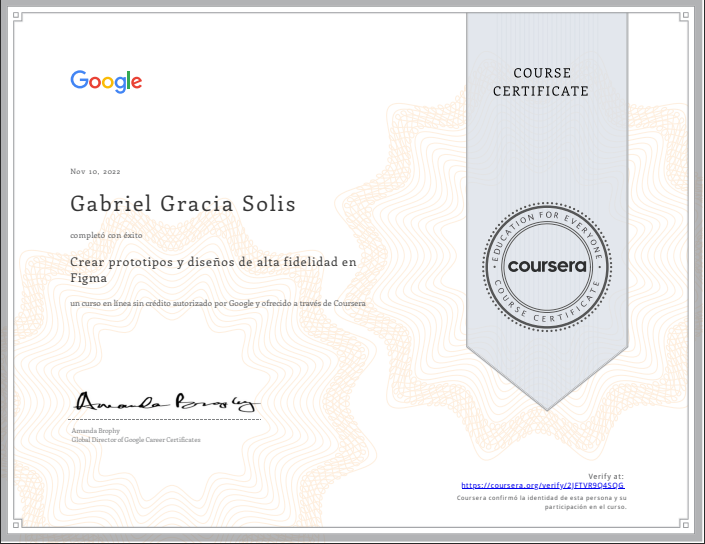 Google
COURSE
CERTIFICATE
Nov 10, 2022
Gabriel Gracia Solis
completó con éxito
Crear prototipos y diseños de alta fidelidad en
Figma
un curso en línea sin crédito autorizado por Google y ofrecido a través de Coursera
EDUCATION FOR EVERYONE
coursera
COURSE CERTIFICATE
Amanda Brophy
Amanda Brophy
Global Director of Google Career Certificates
Verify at:
https://coursera.org/verify/2JFTVR9Q4SQG
Coursera confirmó la identidad de esta persona y su
participación en el curso.